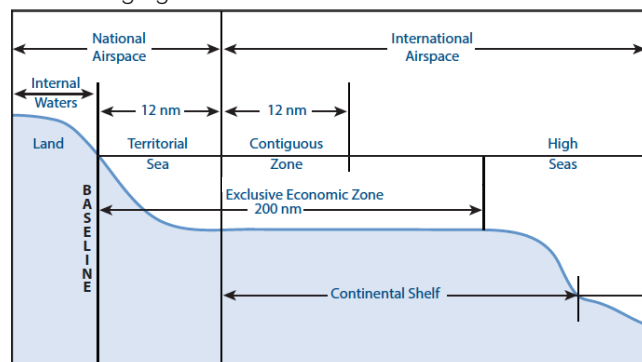 National
Airspace
International
Airspace
Internal
Waters
12 nm
12 nm
Land
Territorial
Sea
Contiguous
Zone
High
Seas
Exclusive Economic Zone
200 nm
BASELINE
Continental Shelf